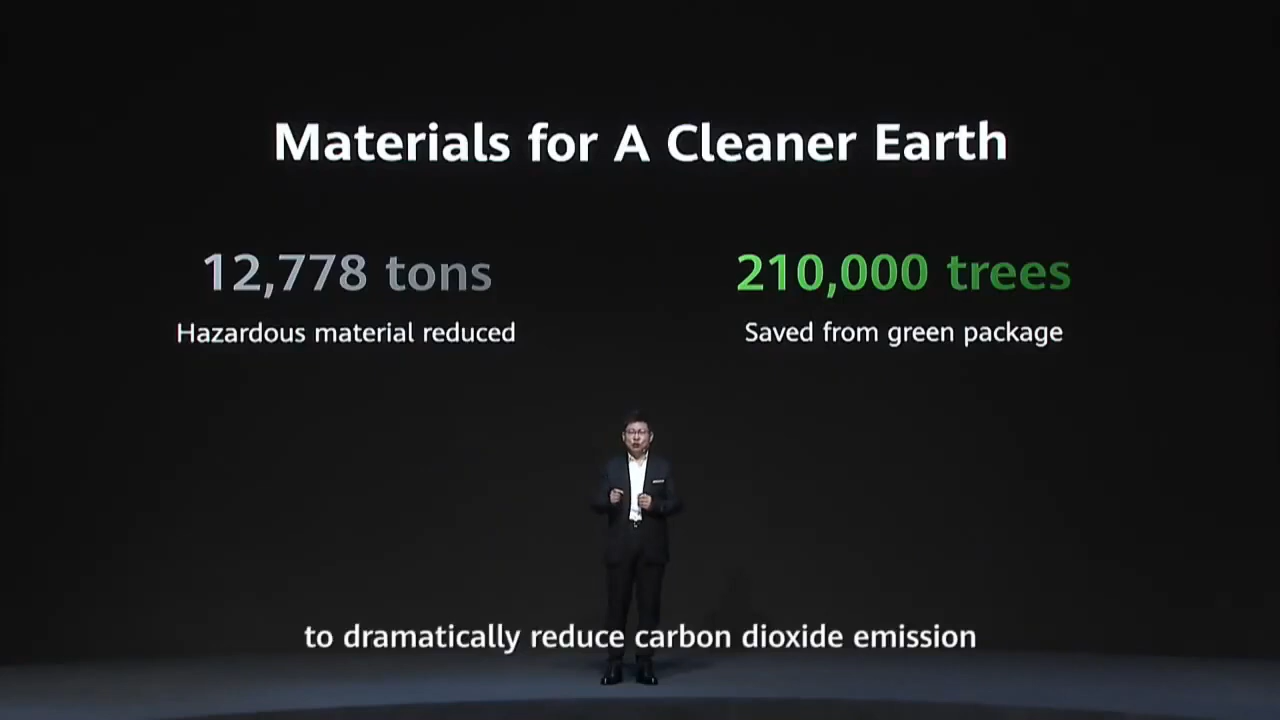 Materials for A Cleaner Earth
12,778 tons
210,000 trees
Hazardous material reduced
Saved from green package
to dramatically reduce carbon dioxide emission